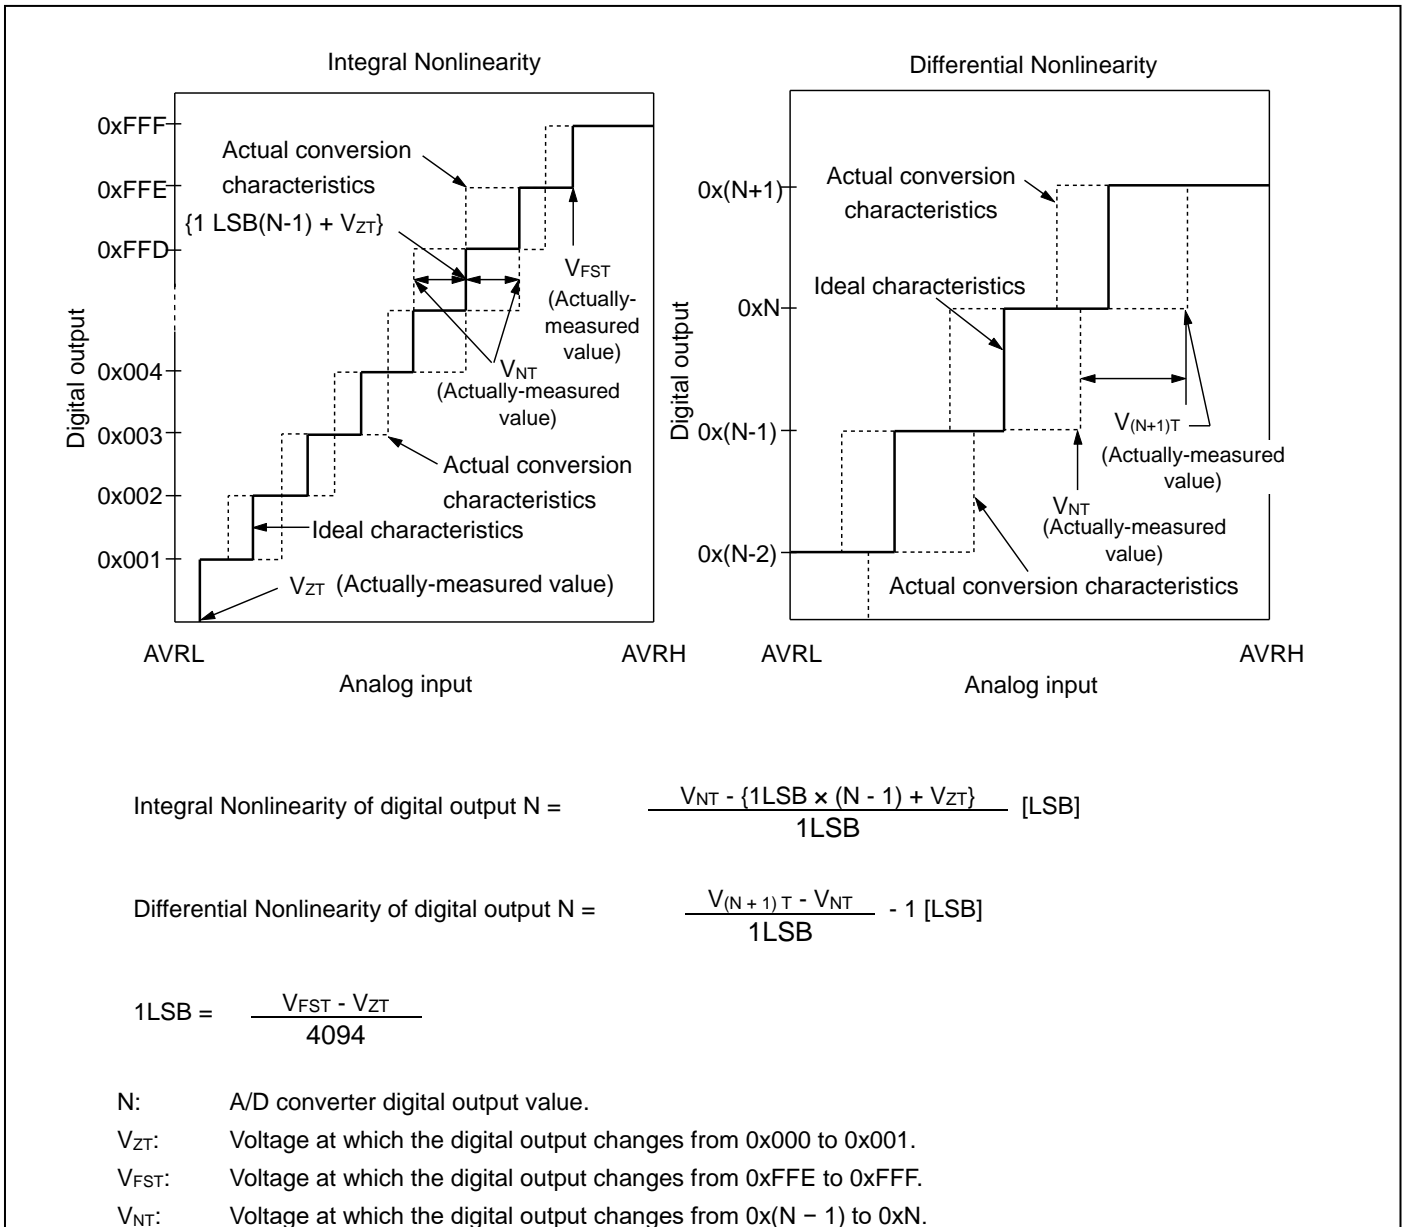 Integral Nonlinearity
0xFFF
0xFFE
0xFFD
0x004
0x003
0x002
0x001
Digital output
Actual conversion
characteristics
{1 LSB(N-1) + VZT}
VFST
(Actually-
measured
value)
VNT
(Actually-measured
value)
Actual conversion
characteristics
Ideal characteristics
VZT (Actually-measured value)
AVRL
AVRH
Analog input
Differential Nonlinearity
0x(N+1)
0xN
0x(N-1)
0x(N-2)
Digital output
Actual conversion
characteristics
Ideal characteristics
V(N+1)T
(Actually-measured
value)
VNT
(Actually-measured
value)
Actual conversion characteristics
AVRL
AVRH
Analog input
Integral Nonlinearity of digital output N =
VNT - {1LSB × (N - 1) + VZT}
1LSB
[LSB]
Differential Nonlinearity of digital output N =
V(N + 1) T - VNT
1LSB
- 1 [LSB]
1LSB =
VFST - VZT
4094
N: A/D converter digital output value.
VZT: Voltage at which the digital output changes from 0x000 to 0x001.
VFST: Voltage at which the digital output changes from 0xFFE to 0xFFF.
VNT: Voltage at which the digital output changes from 0x(N − 1) to 0xN.